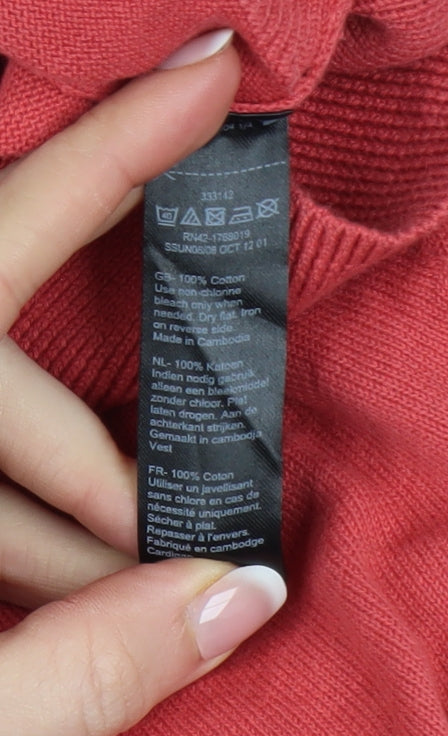 333142
40
RN42-1768019
SSUN06/08 OCT 12 01
GB- 100% Cotton
Use non-chlorine
bleach only when
needed. Dry flat. Iron
on reverse side.
Made in Cambodia
NL- 100% Katoen
Indien nodig gebruik
alleen een bleekmiddel
zonder chloor. Plat
laten drogen. Aan de
achterkant strijken.
Gemaakt in cambodja
Vest
FR- 100% Coton
Utiliser un javellisant
sans chlore en cas de
nécessité uniquement.
Sécher à plat.
Repasser à l'envers.
Fabriqué en cambodge